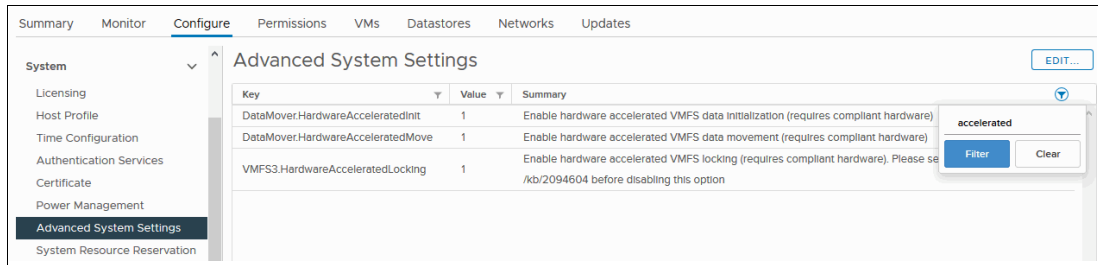 Summary Monitor Configure Permissions VMs Datastores Networks Updates
System
Licensing
Host Profile
Time Configuration
Authentication Services
Certificate
Power Management
Advanced System Settings
System Resource Reservation
Advanced System Settings
EDIT...
Key Value Summary
DataMover.HardwareAcceleratedInit 1 Enable hardware accelerated VMFS data initialization (requires compliant hardware)
DataMover.HardwareAcceleratedMove 1 Enable hardware accelerated VMFS data movement (requires compliant hardware)
VMFS3.HardwareAcceleratedLocking 1 Enable hardware accelerated VMFS locking (requires compliant hardware). Please se
/kb/2094604 before disabling this option
accelerated
Filter Clear